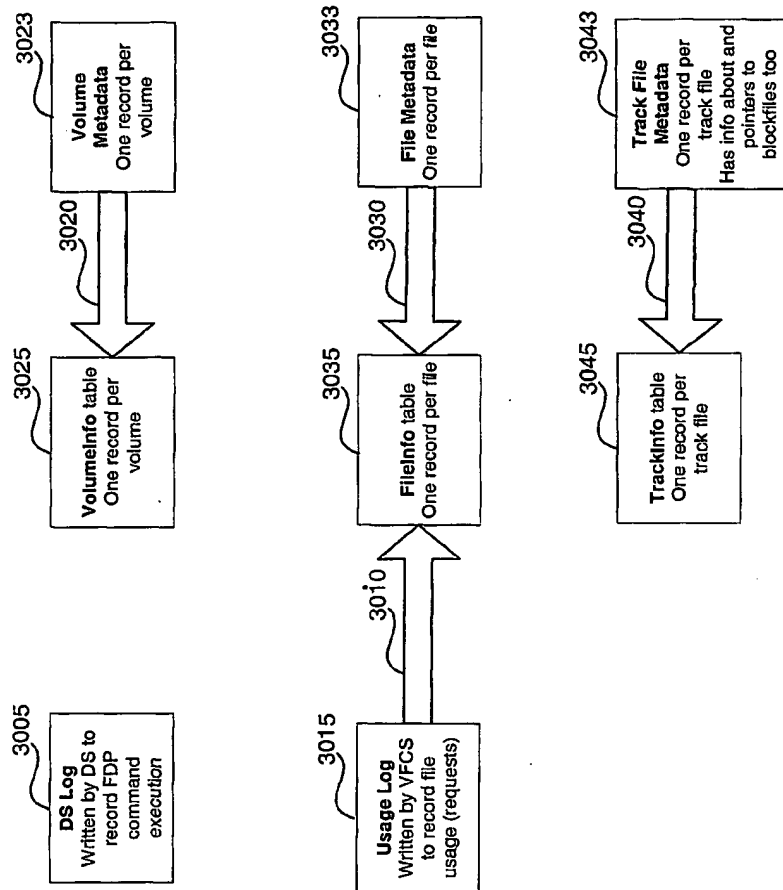 3023
Volume
Metadata
One record per
volume
3020
3025
VolumeInfo table
One record per
volume
3005
DS Log
Written by DS to
record FDP
command
execution
3033
File Metadata
One record per file
3030
3035
FileInfo table
One record per file
3010
3015
Usage Log
Written by VFCS
to record file
usage (requests)
3043
Track File
Metadata
One record per
track file
Has info about and
pointers to
blockfiles too
3040
3045
TrackInfo table
One record per
track file